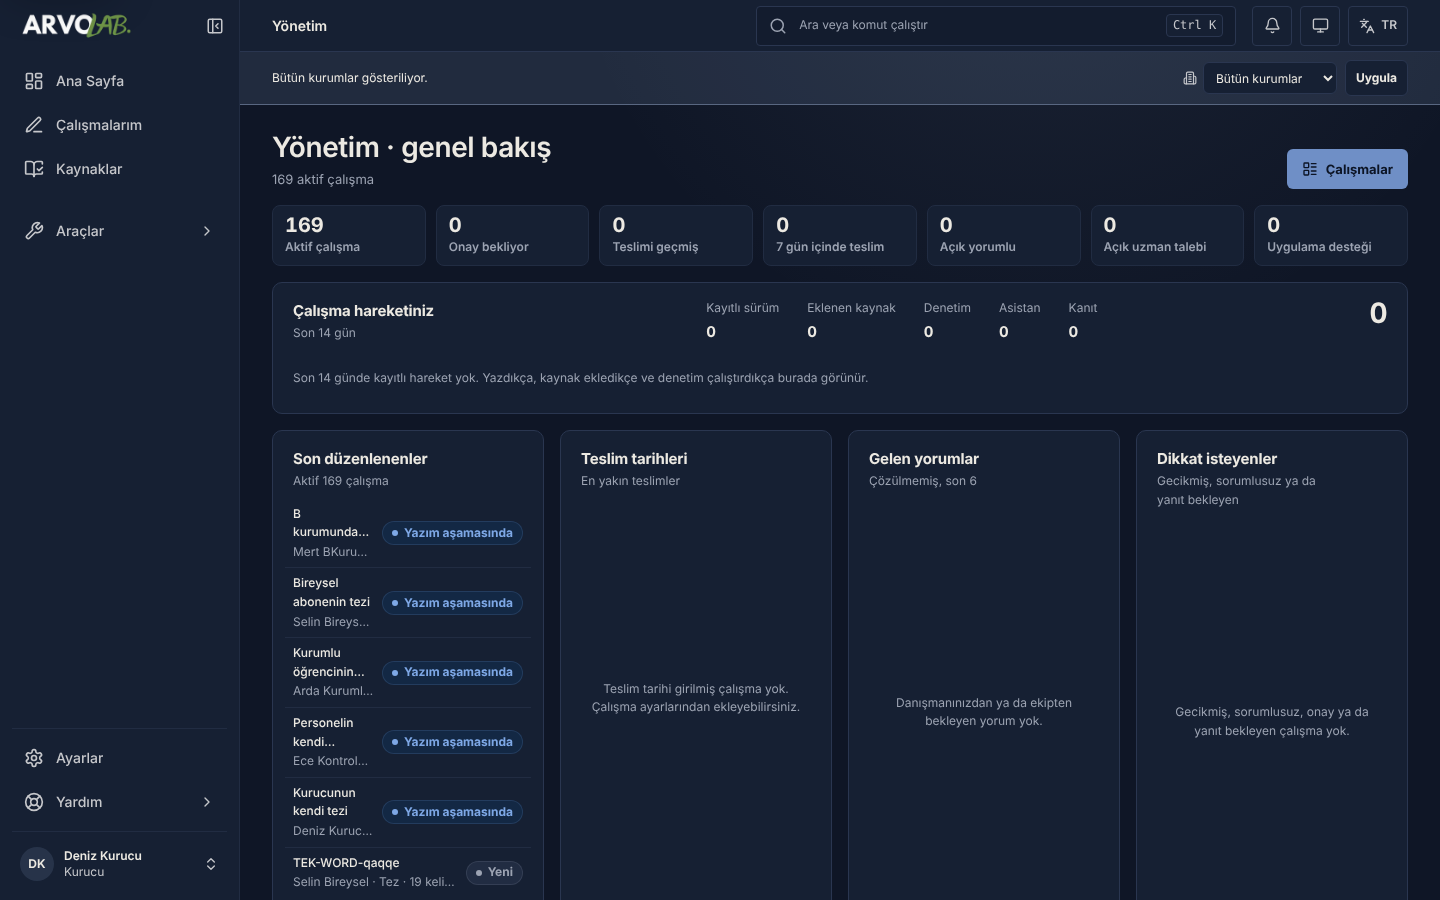 ARVOLAB.
Yönetim
Ara veya komut çalıştır
Ctrl K
TR
Ana Sayfa
Çalışmalarım
Kaynaklar
Araçlar
Bütün kurumlar gösteriliyor.
Bütün kurumlar
Uygula
Yönetim · genel bakış
169 aktif çalışma
Çalışmalar
169
Aktif çalışma
0
Onay bekliyor
0
Teslimi geçmiş
0
7 gün içinde teslim
0
Açık yorumlu
0
Açık uzman talebi
0
Uygulama desteği
Çalışma hareketiniz
Son 14 gün
Kayıtlı sürüm
0
Eklenen kaynak
0
Denetim
0
Asistan
0
Kanıt
0
0
Son 14 günde kayıtlı hareket yok. Yazdıkça, kaynak ekledikçe ve denetim çalıştırdıkça burada görünür.
Son düzenlenenler
Aktif 169 çalışma
B
kurumunda...
Mert BKuru...
Yazım aşamasında
Bireysel
abonenin tezi
Selin Bireys...
Yazım aşamasında
Kurumlu
öğrencinin...
Arda Kuruml...
Yazım aşamasında
Personelin
kendi...
Ece Kontrol...
Yazım aşamasında
Kurucunun
kendi tezi
Deniz Kuruc...
Yazım aşamasında
TEK-WORD-qaqqe
Selin Bireysel · Tez · 19 keli...
Yeni
Teslim tarihleri
En yakın teslimler
Teslim tarihi girilmiş çalışma yok.
Çalışma ayarlarından ekleyebilirsiniz.
Gelen yorumlar
Çözülmemiş, son 6
Danışmanınızdan ya da ekipten
bekleyen yorum yok.
Dikkat isteyenler
Gecikmiş, sorumlusuz ya da
yanıt bekleyen
Gecikmiş, sorumlusuz, onay ya da
yanıt bekleyen çalışma yok.
Ayarlar
Yardım
DK
Deniz Kurucu
Kurucu